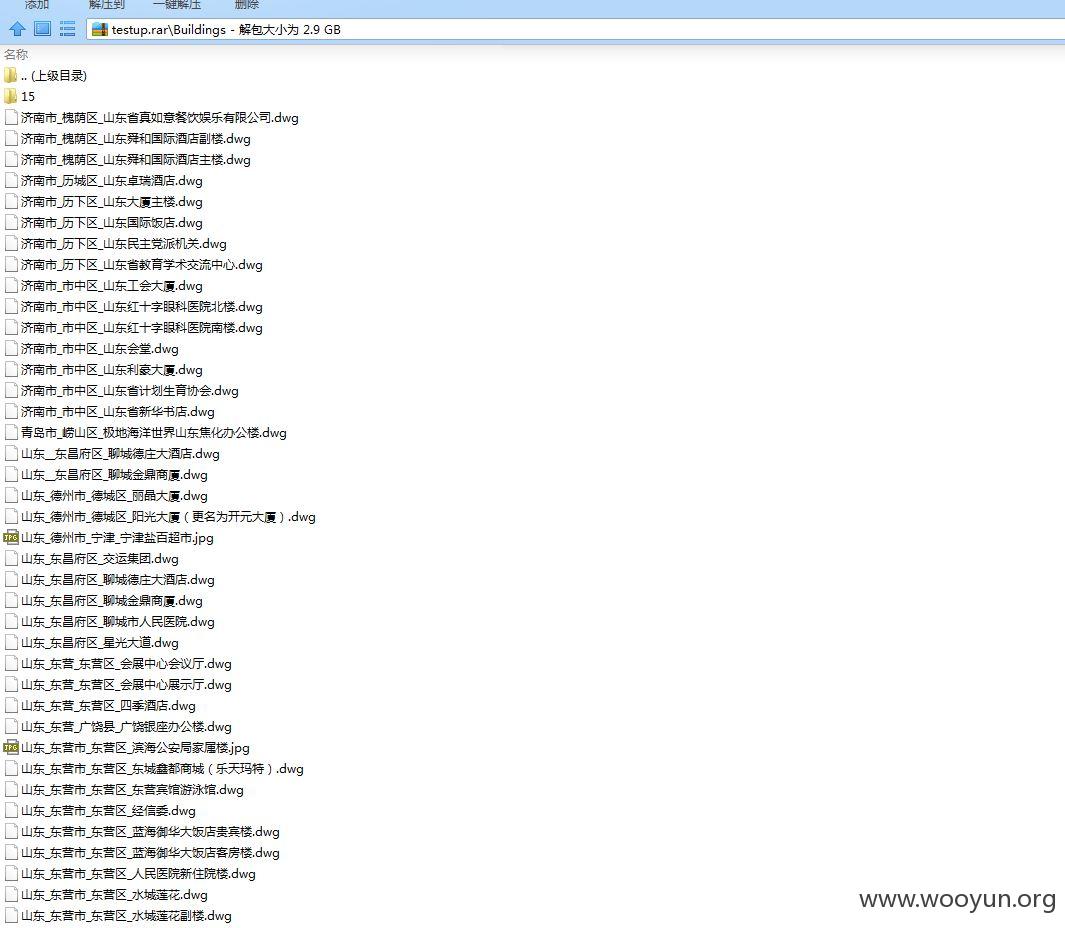 添加 解压到 一键解压 删除
testup.rar\Buildings - 解包大小为 2.9 GB
名称
.. (上级目录)
15
济南市_槐荫区_山东省真如意餐饮娱乐有限公司.dwg
济南市_槐荫区_山东舜和国际酒店副楼.dwg
济南市_槐荫区_山东舜和国际酒店主楼.dwg
济南市_历城区_山东卓瑞酒店.dwg
济南市_历下区_山东大厦主楼.dwg
济南市_历下区_山东国际饭店.dwg
济南市_历下区_山东民主党派机关.dwg
济南市_历下区_山东省教育学术交流中心.dwg
济南市_市中区_山东工会大厦.dwg
济南市_市中区_山东红十字眼科医院北楼.dwg
济南市_市中区_山东红十字眼科医院南楼.dwg
济南市_市中区_山东会堂.dwg
济南市_市中区_山东利豪大厦.dwg
济南市_市中区_山东省计划生育协会.dwg
济南市_市中区_山东省新华书店.dwg
青岛市_崂山区_极地海洋世界山东焦化办公楼.dwg
山东__东昌府区_聊城德庄大酒店.dwg
山东__东昌府区_聊城金鼎商厦.dwg
山东_德州市_德城区_丽晶大厦.dwg
山东_德州市_德城区_阳光大厦（更名为开元大厦）.dwg
山东_德州市_宁津_宁津盐百超市.jpg
山东_东昌府区_交运集团.dwg
山东_东昌府区_聊城德庄大酒店.dwg
山东_东昌府区_聊城金鼎商厦.dwg
山东_东昌府区_聊城市人民医院.dwg
山东_东昌府区_星光大道.dwg
山东_东营_东营区_会展中心会议厅.dwg
山东_东营_东营区_会展中心展示厅.dwg
山东_东营_东营区_四季酒店.dwg
山东_东营_广饶县_广饶银座办公楼.dwg
山东_东营市_东营区_滨海公安局家属楼.jpg
山东_东营市_东营区_东城鑫都商城（乐天玛特）.dwg
山东_东营市_东营区_东营宾馆游泳馆.dwg
山东_东营市_东营区_经信委.dwg
山东_东营市_东营区_蓝海御华大饭店贵宾楼.dwg
山东_东营市_东营区_蓝海御华大饭店客房楼.dwg
山东_东营市_东营区_人民医院新住院楼.dwg
山东_东营市_东营区_水城莲花.dwg
山东_东营市_东营区_水城莲花副楼.dwg
www.wooyun.org